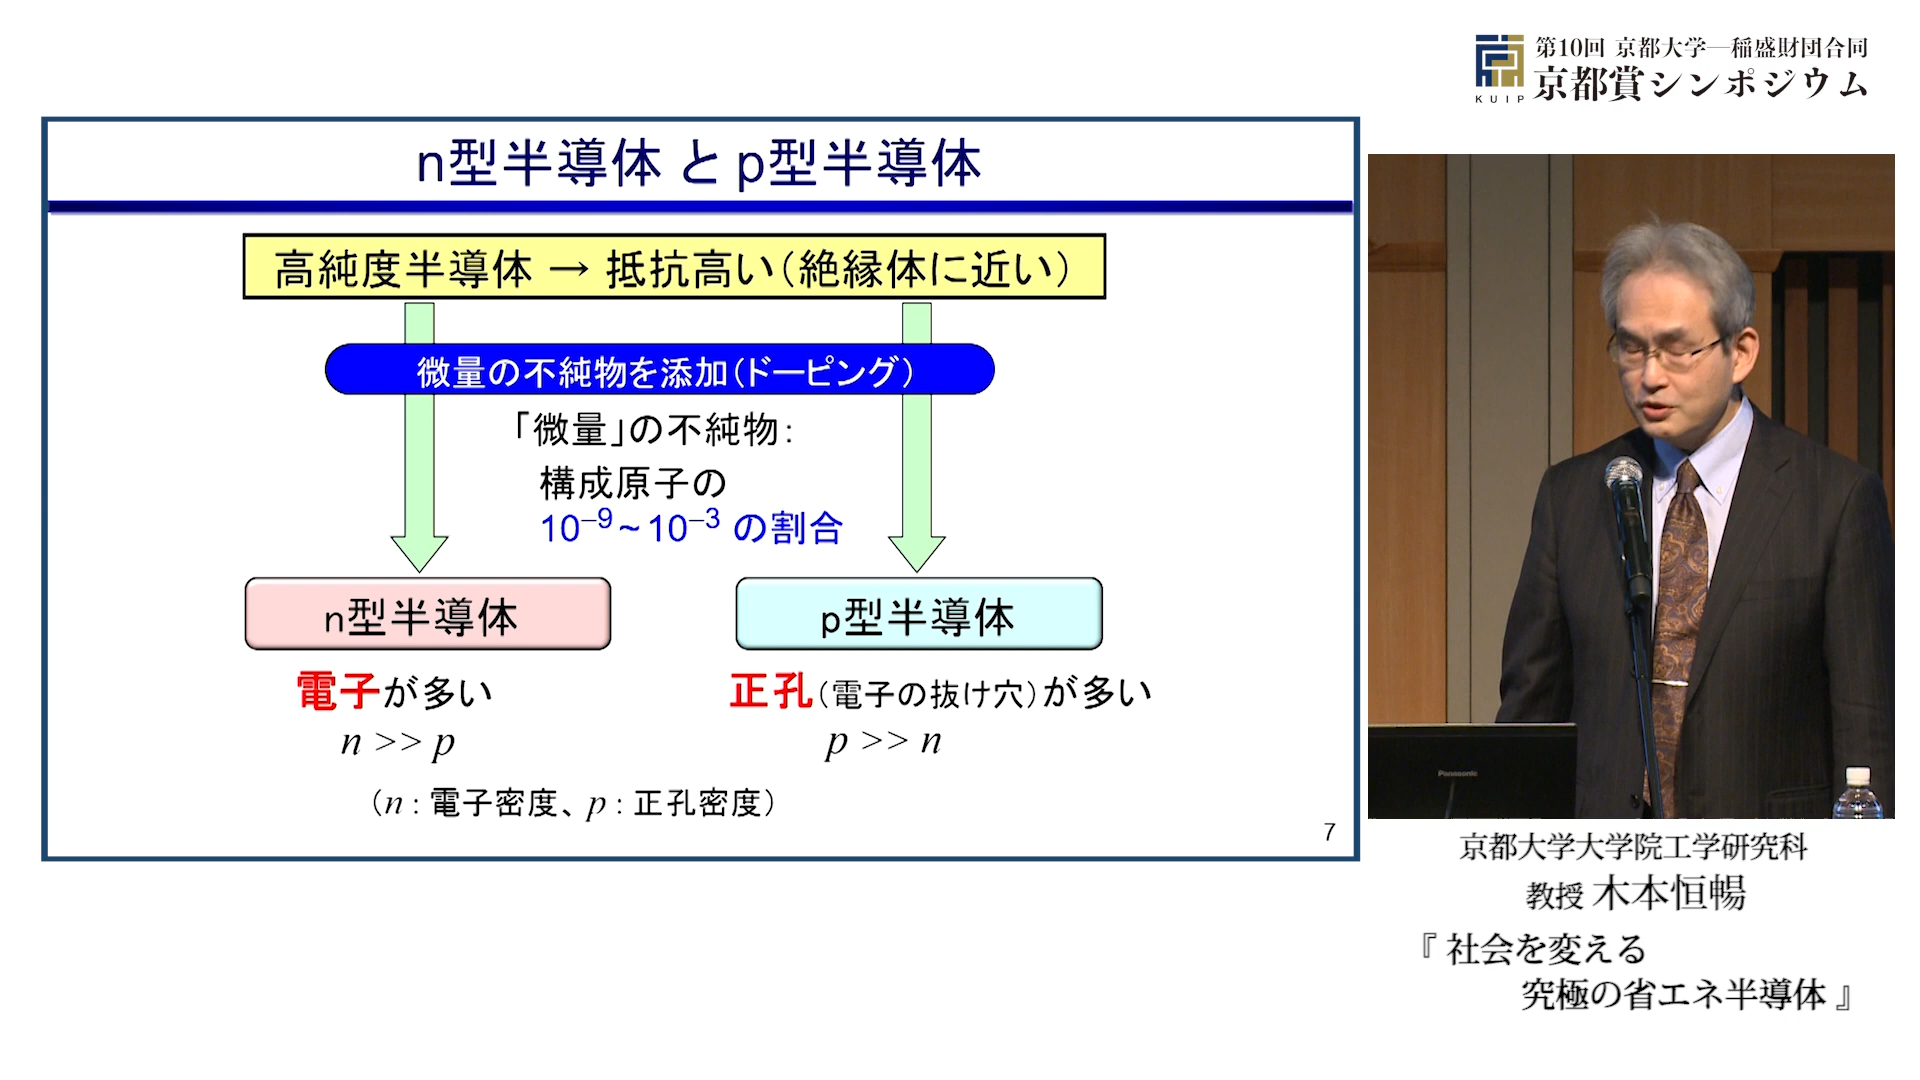 第10回 京都大学―稲盛財団合同
京都賞シンポジウム
KUIP
n型半導体 と p型半導体
高純度半導体 → 抵抗高い（絶縁体に近い）
微量の不純物を添加（ドーピング）
「微量」の不純物：
構成原子の
10⁻⁹~10⁻³ の割合
n型半導体
p型半導体
電子が多い
正孔（電子の抜け穴）が多い
n >> p
p >> n
（n : 電子密度、p : 正孔密度）
7
Panasonic
京都大学大学院工学研究科
教授 木本恒暢
『 社会を変える
究極の省エネ半導体 』